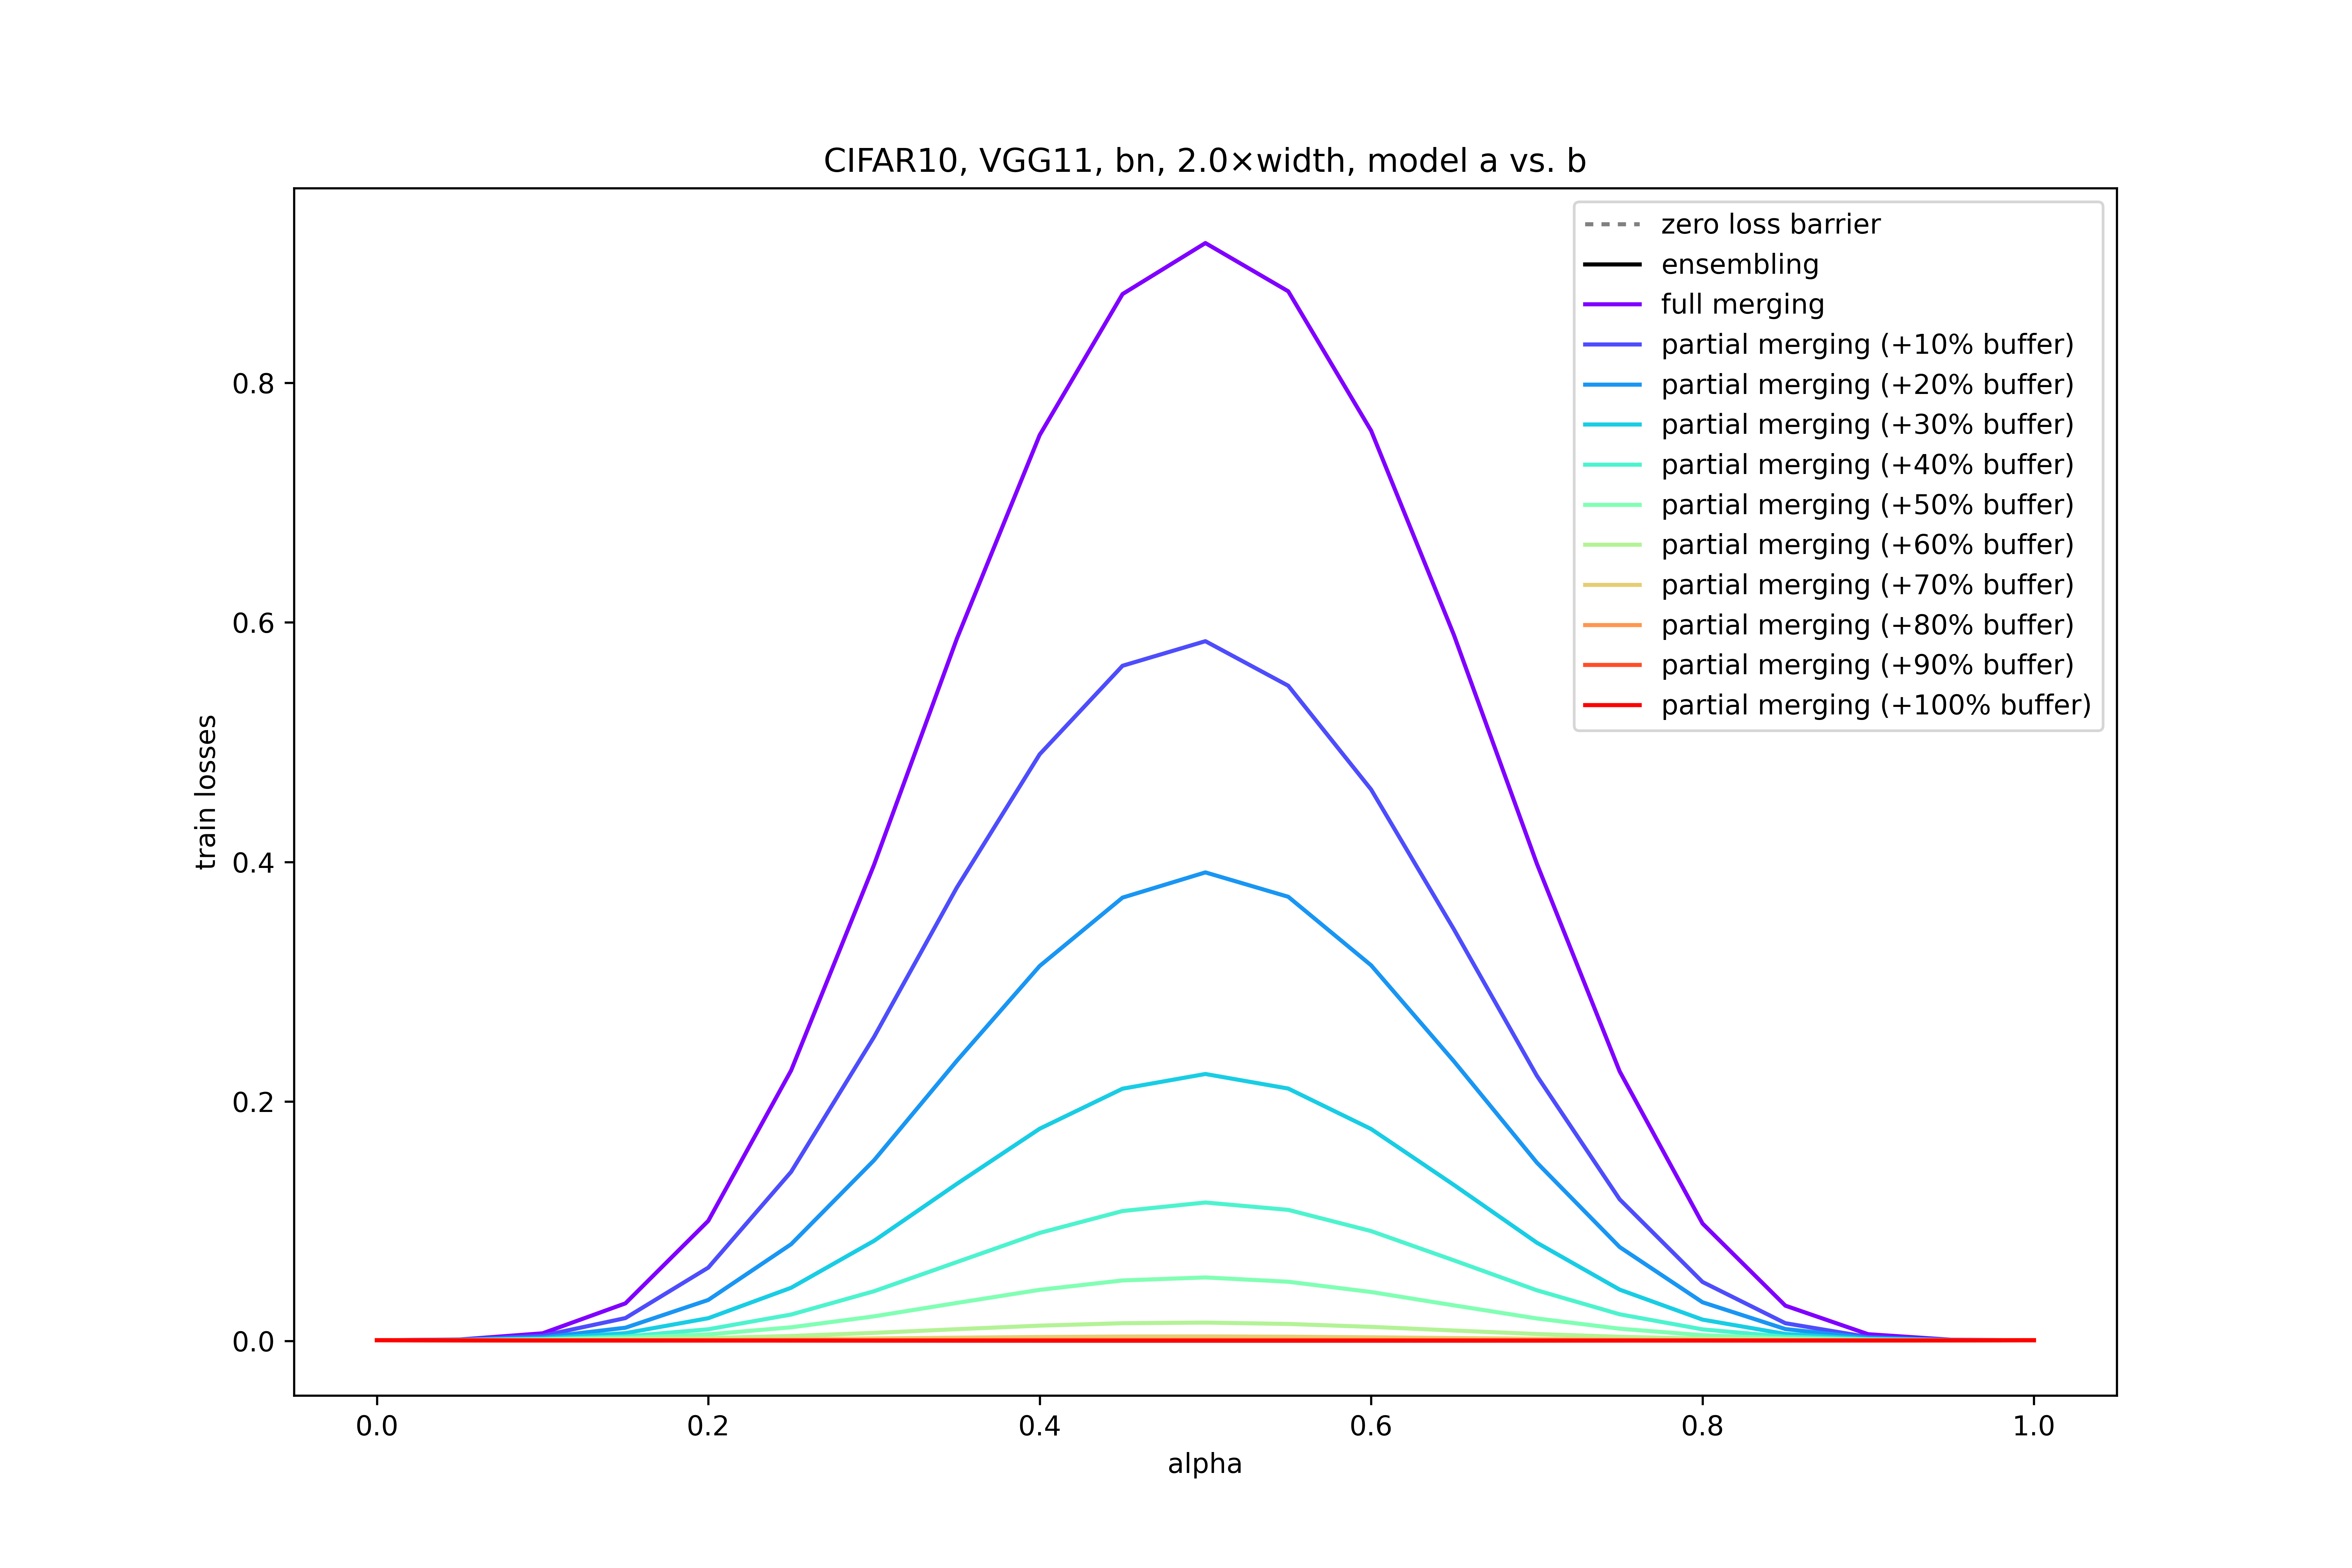 CIFAR10, VGG11, bn, 2.0×width, model a vs. b
zero loss barrier
ensembling
full merging
partial merging (+10% buffer)
partial merging (+20% buffer)
partial merging (+30% buffer)
partial merging (+40% buffer)
partial merging (+50% buffer)
partial merging (+60% buffer)
partial merging (+70% buffer)
partial merging (+80% buffer)
partial merging (+90% buffer)
partial merging (+100% buffer)
train losses
0.8
0.6
0.4
0.2
0.0
0.0 0.2 0.4 0.6 0.8 1.0
alpha